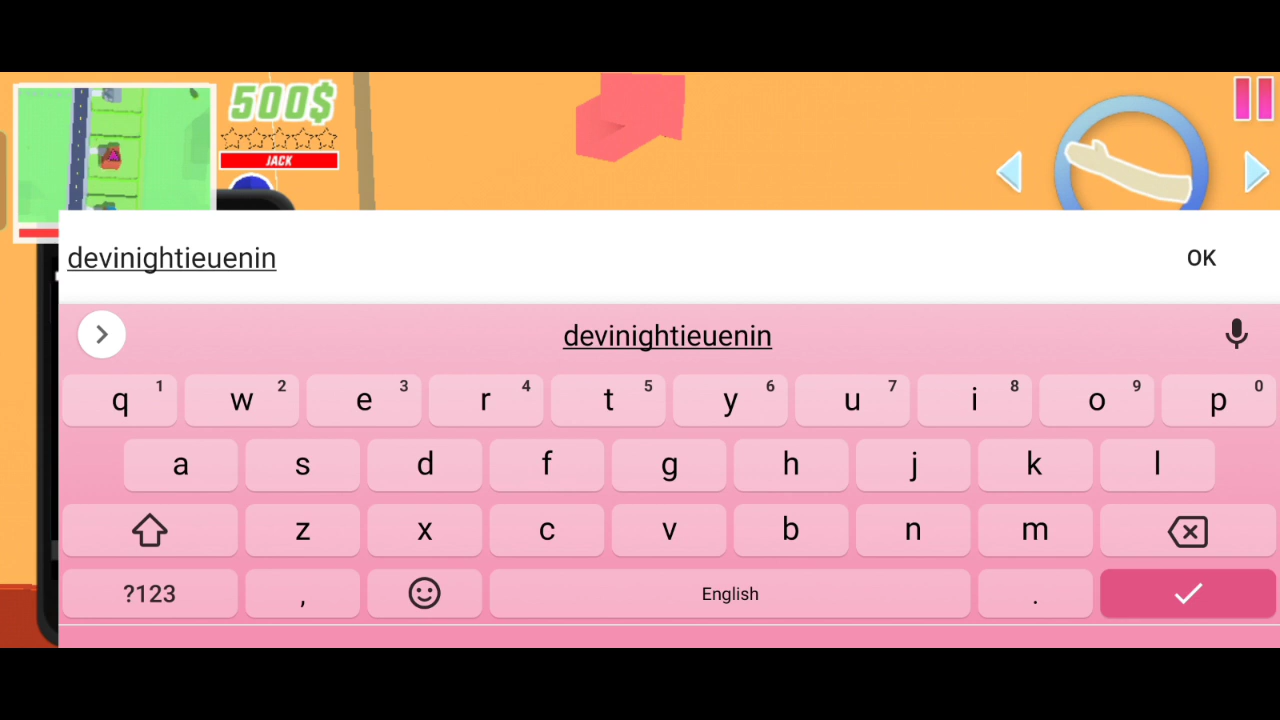 500$
JACK
devinightieuenin
OK
devinightieuenin
q 1 w 2 e 3 r 4 t 5 y 6 u 7 i 8 o 9 p 0
a s d f g h j k l
z x c v b n m
?123 , English .